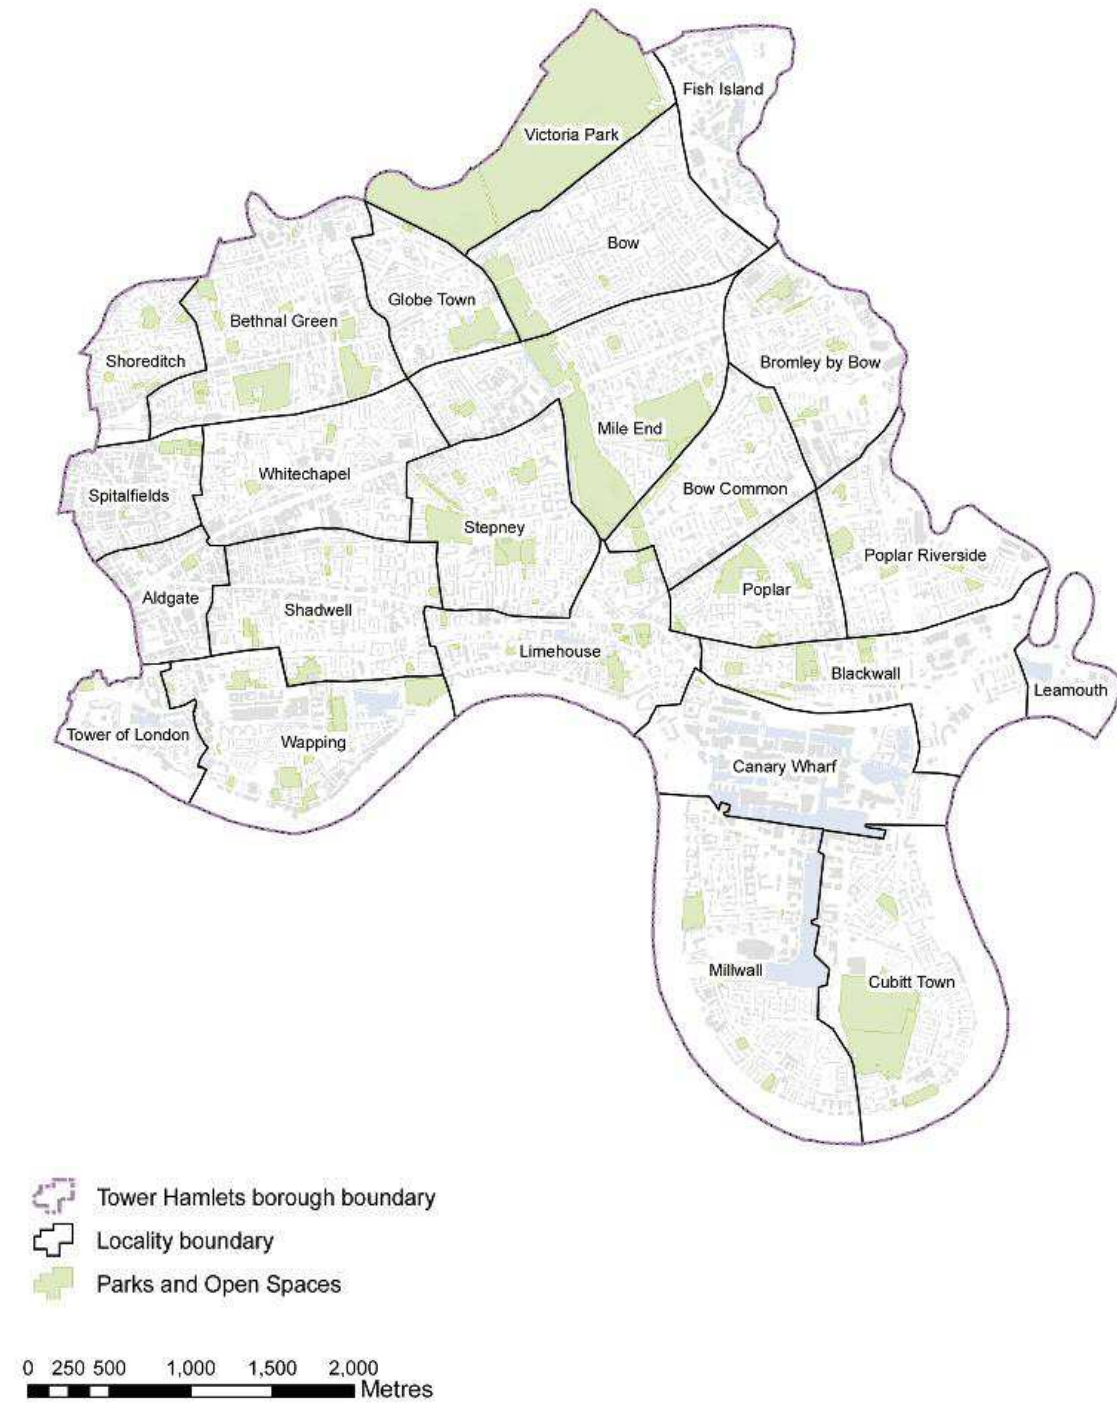 Fish Island
Victoria Park
Bow
Globe Town
Bethnal Green
Shoreditch
Bromley by Bow
Mile End
Whitechapel
Bow Common
Spitalfields
Stepney
Poplar Riverside
Poplar
Aldgate
Shadwell
Limehouse
Blackwall
Leamouth
Tower of London
Wapping
Canary Wharf
Millwall
Cubitt Town
Tower Hamlets borough boundary
Locality boundary
Parks and Open Spaces
0 250 500 1,000 1,500 2,000
Metres